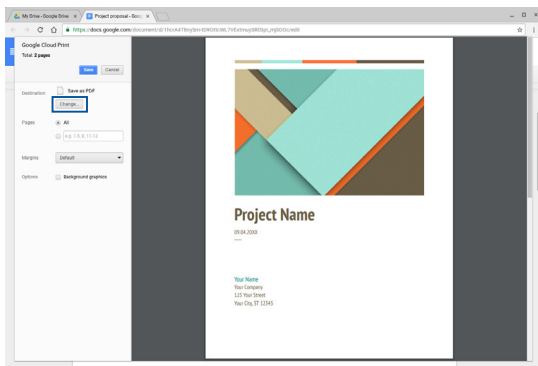 My Drive - Google Drive
Project proposal - Goog
https://docs.google.com
Google Cloud Print
Total: 2 pages
Save
Cancel
Destination
Save as PDF
Change...
Pages
All
e.g. 1-5, 8, 11-13
Margins
Default
Options
Background graphics
Project Name
09.04.20XX
Your Name
Your Company
123 Your Street
Your City, ST 12345